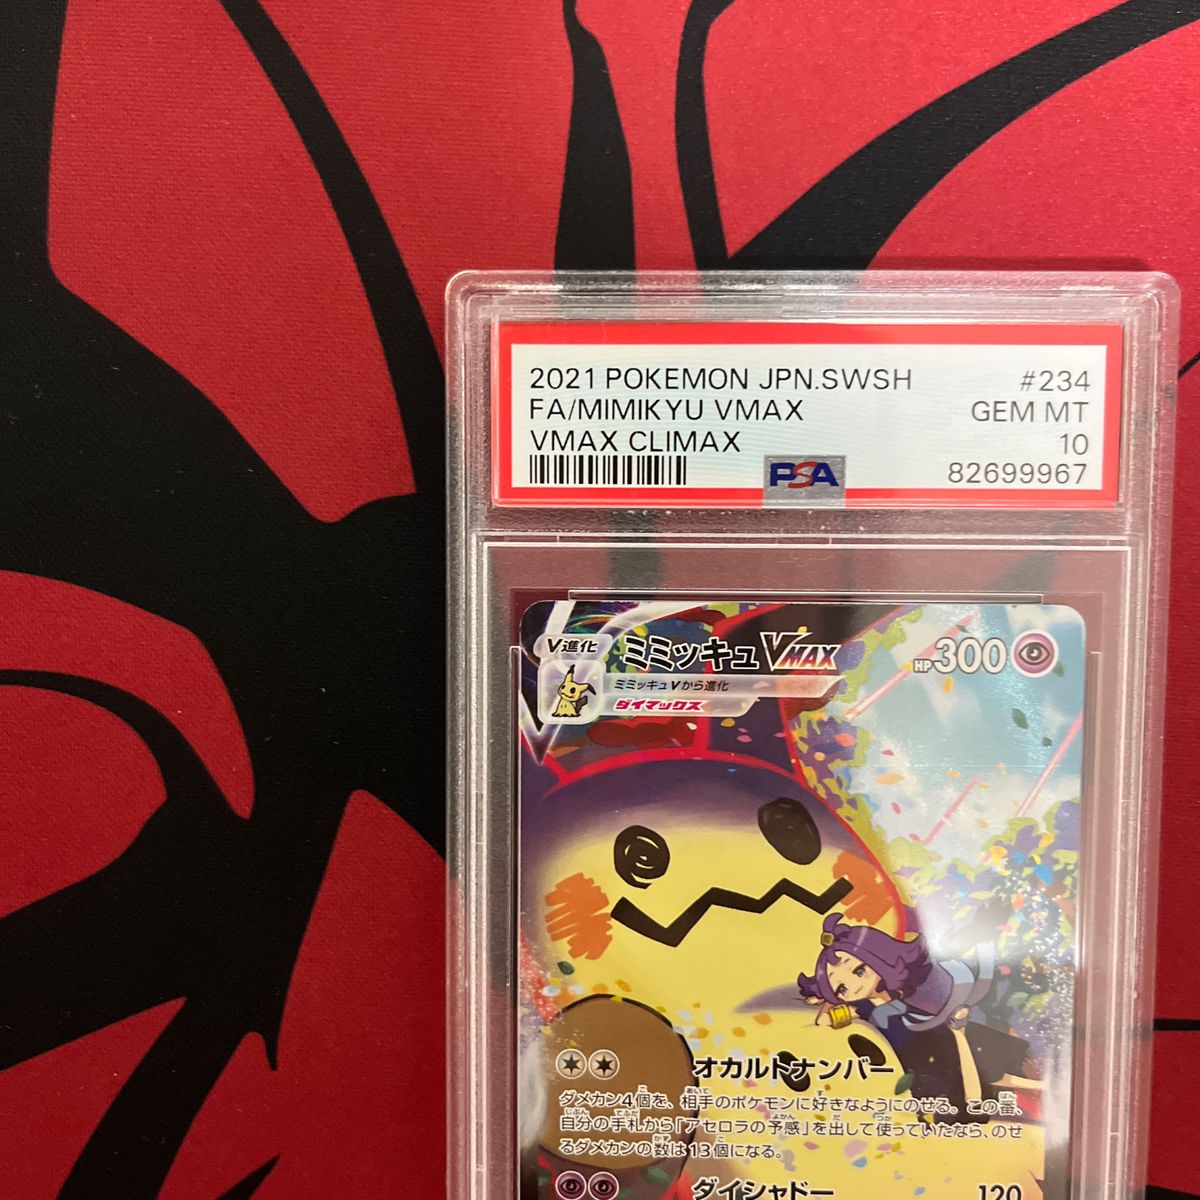 2021 POKEMON JPN.SWSH #234
FA/MIMIKYU VMAX GEM MT
VMAX CLIMAX 10
PSA 82699967
V進化 ミミッキュVMAX HP300
ミミッキュVから進化
ダイマックス
オカルトナンバー
ダメカン4個を、相手のポケモンに好きなようにのせる。この番、
自分の手札から「アセロラの予感」を出して使っていたなら、のせ
るダメカンの数は13個になる。
ダイシャドー 120